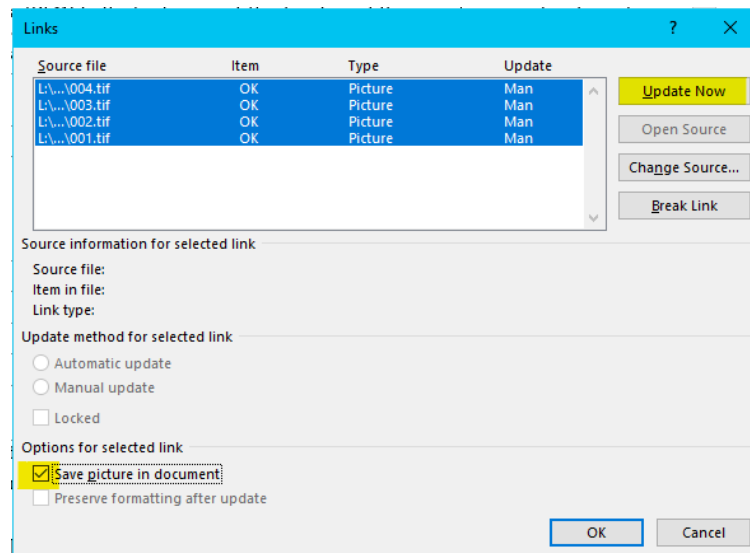 Links ? ×
Source file Item Type Update
L:\...\004.tif OK Picture Man
L:\...\003.tif OK Picture Man
L:\...\002.tif OK Picture Man
L:\...\001.tif OK Picture Man
Update Now
Open Source
Change Source...
Break Link
Source information for selected link
Source file:
Item in file:
Link type:
Update method for selected link
Automatic update
Manual update
Locked
Options for selected link
Save picture in document
Preserve formatting after update
OK Cancel